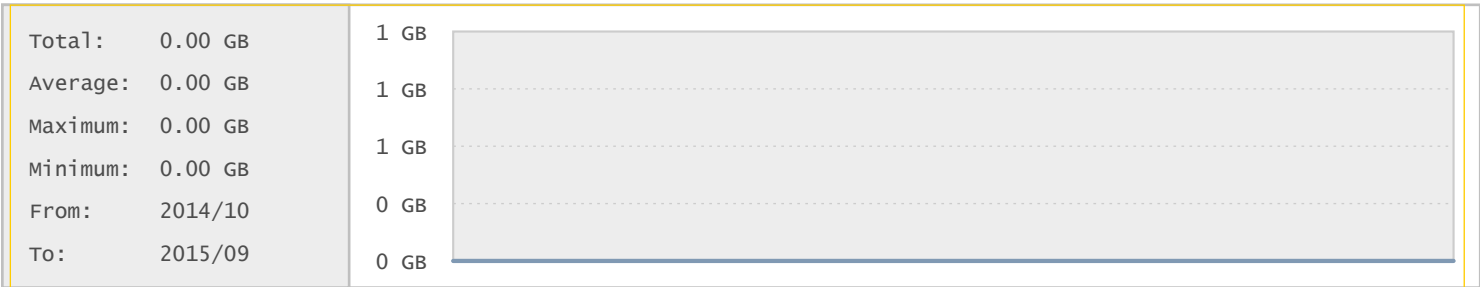 Total: 0.00 GB
Average: 0.00 GB
Maximum: 0.00 GB
Minimum: 0.00 GB
From: 2014/10
To: 2015/09
1 GB
1 GB
1 GB
0 GB
0 GB